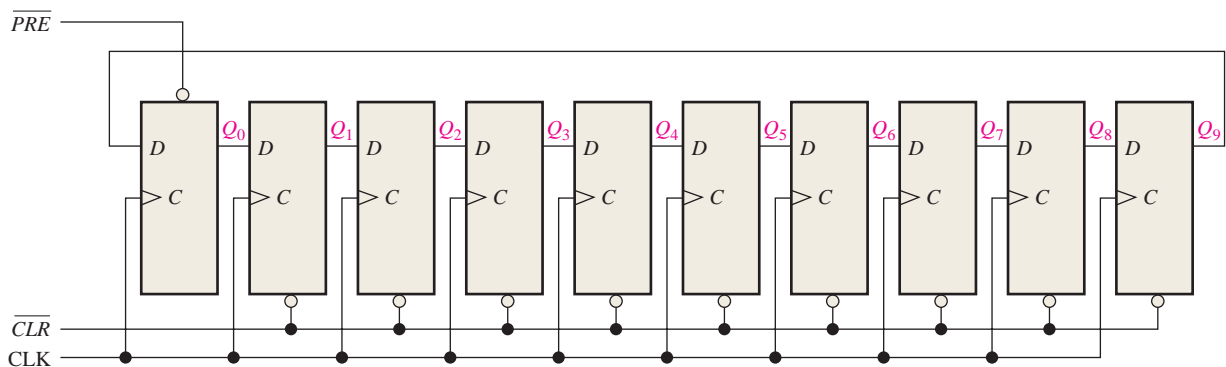 PRE
Q0 Q1 Q2 Q3 Q4 Q5 Q6 Q7 Q8 Q9
D D D D D D D D D D
C C C C C C C C C C
CLR
CLK